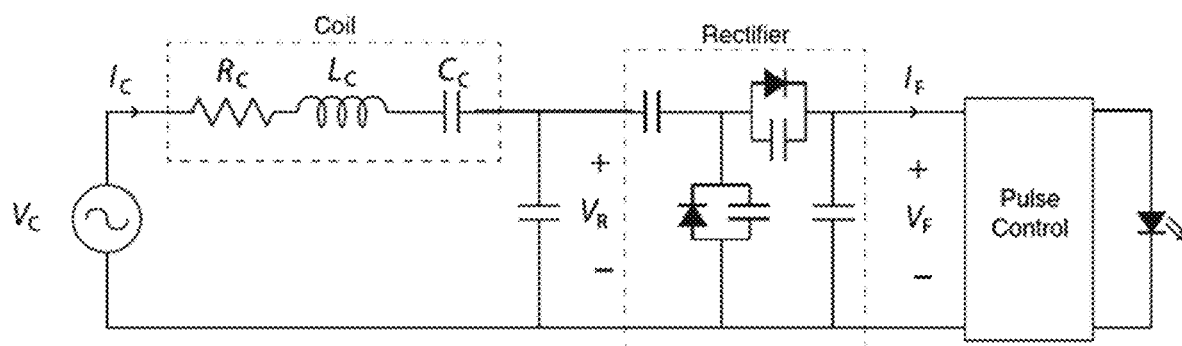 Coil
Rectifier
I_C
R_C
L_C
C_C
I_F
+
+
V_C
V_R
V_F
Pulse
Control
−
−